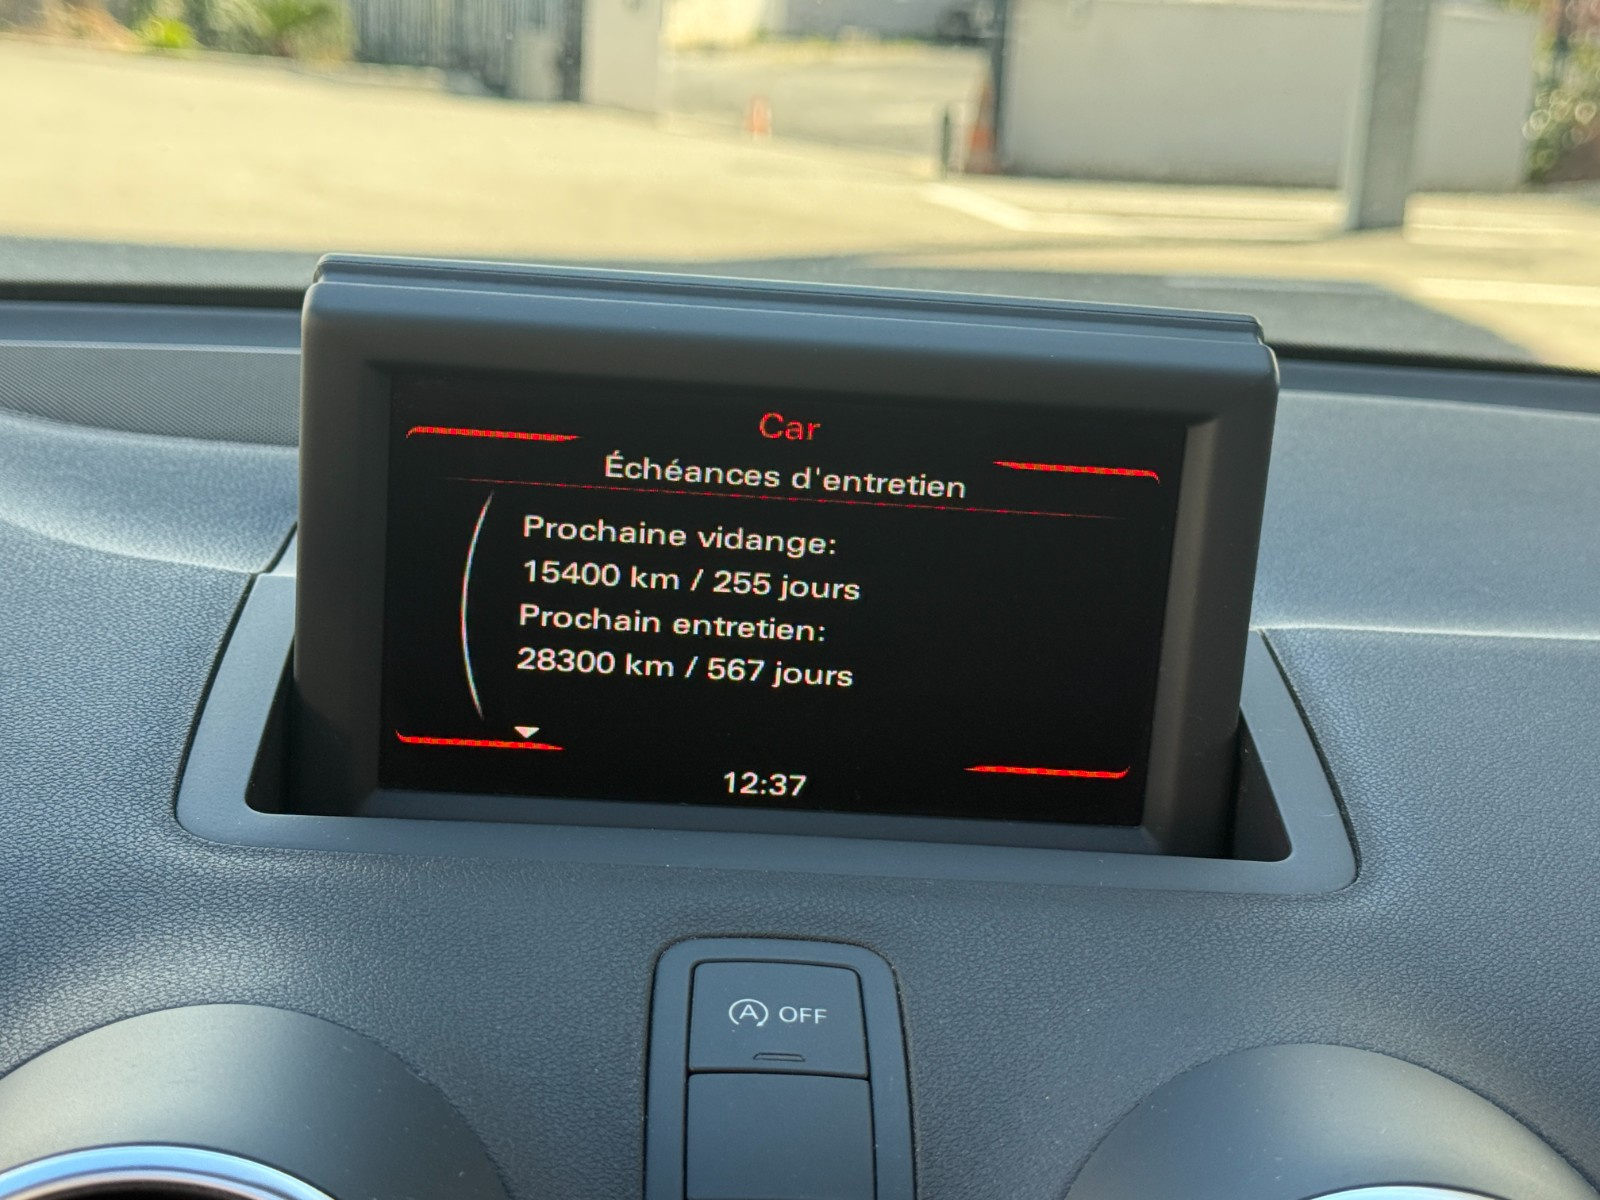 Car
Échéances d'entretien
Prochaine vidange:
15400 km / 255 jours
Prochain entretien:
28300 km / 567 jours
12:37
A OFF